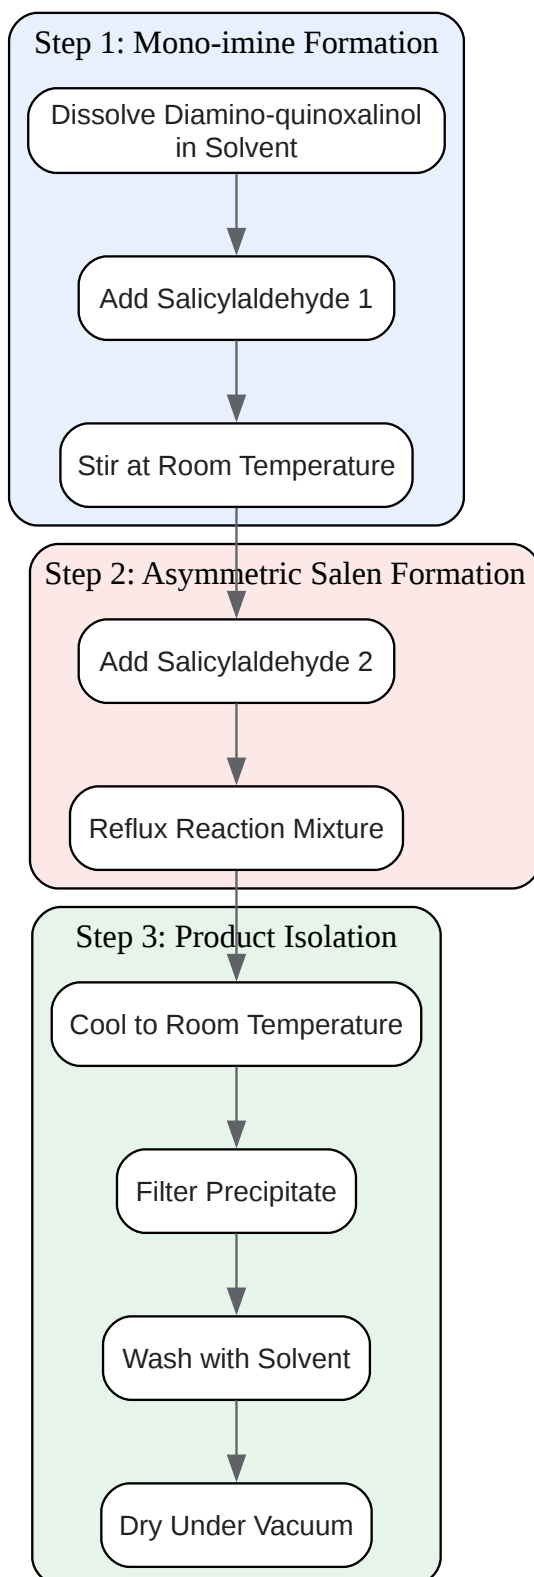 Step 1: Mono-imine Formation
Dissolve Diamino-quinoxalinol
in Solvent
Add Salicylaldehyde 1
Stir at Room Temperature
Step 2: Asymmetric Salen Formation
Add Salicylaldehyde 2
Reflux Reaction Mixture
Step 3: Product Isolation
Cool to Room Temperature
Filter Precipitate
Wash with Solvent
Dry Under Vacuum